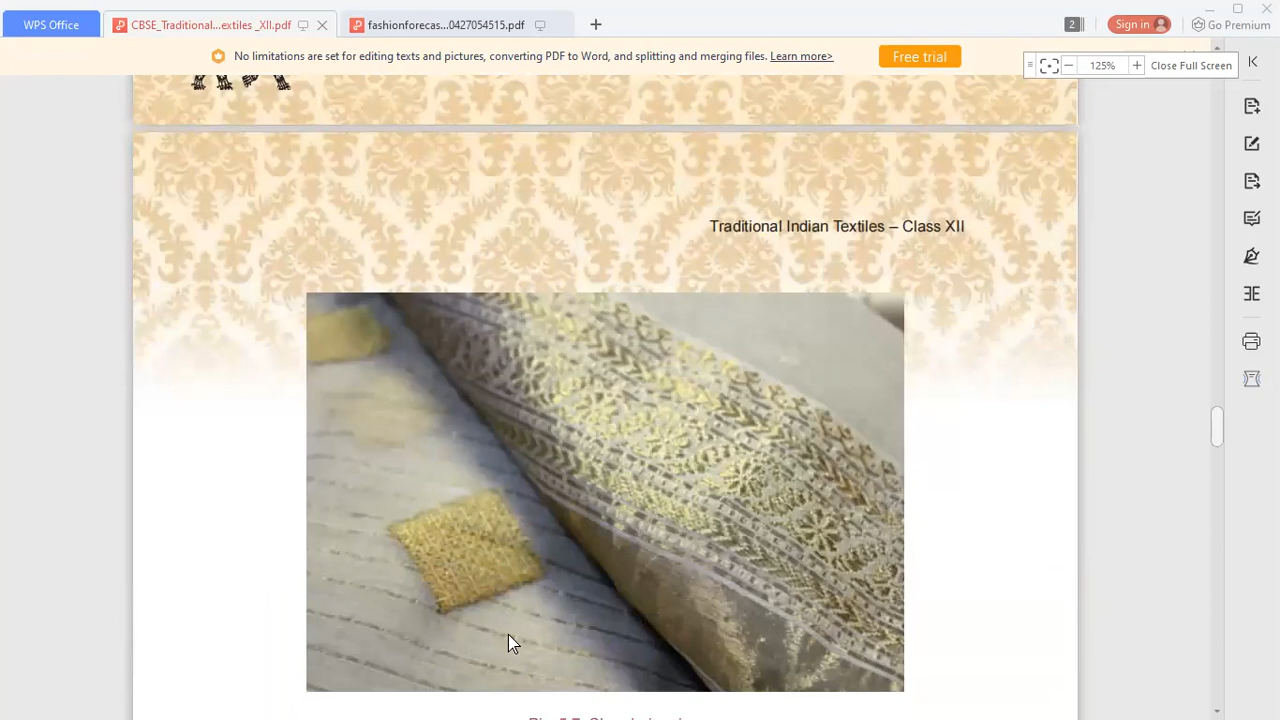 WPS Office
CBSE_Traditional...extiles _XII.pdf
fashionforecas...0427054515.pdf
2
Sign in
Go Premium
No limitations are set for editing texts and pictures, converting PDF to Word, and splitting and merging files. Learn more>
Free trial
125%
Close Full Screen
Traditional Indian Textiles – Class XII